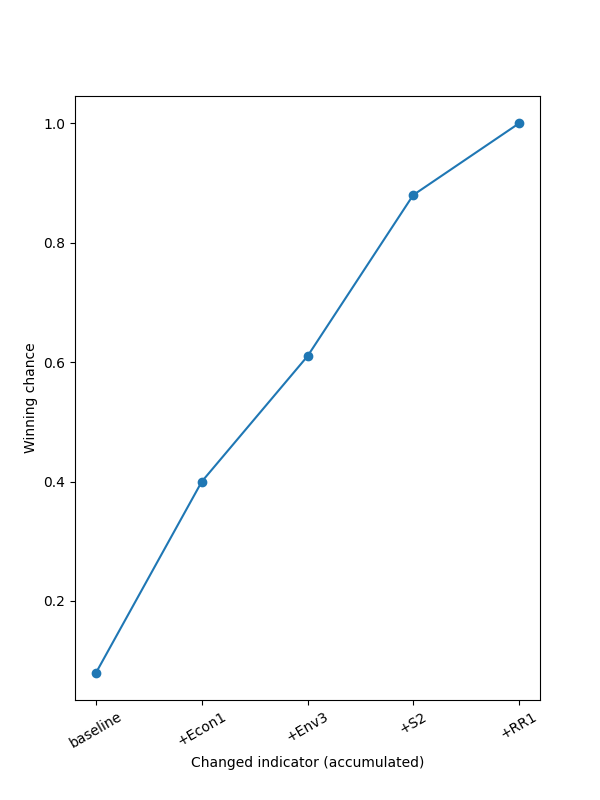 1.0
0.8
0.6
0.4
0.2
Winning chance
baseline
+Econ1
+Env3
+S2
+RR1
Changed indicator (accumulated)